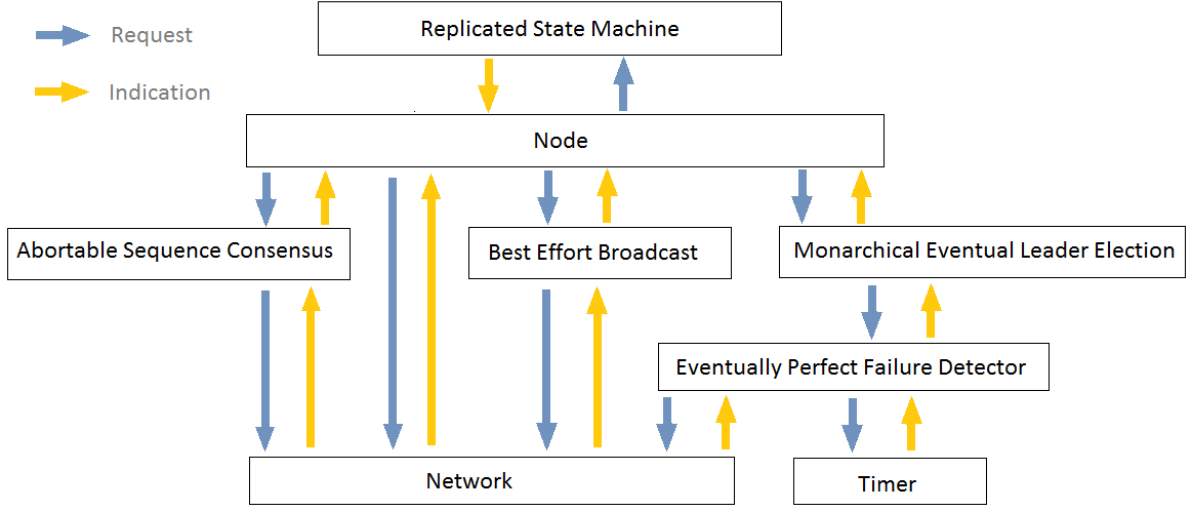 Request
Replicated State Machine
Indication
Node
Abortable Sequence Consensus
Best Effort Broadcast
Monarchical Eventual Leader Election
Eventually Perfect Failure Detector
Network
Timer